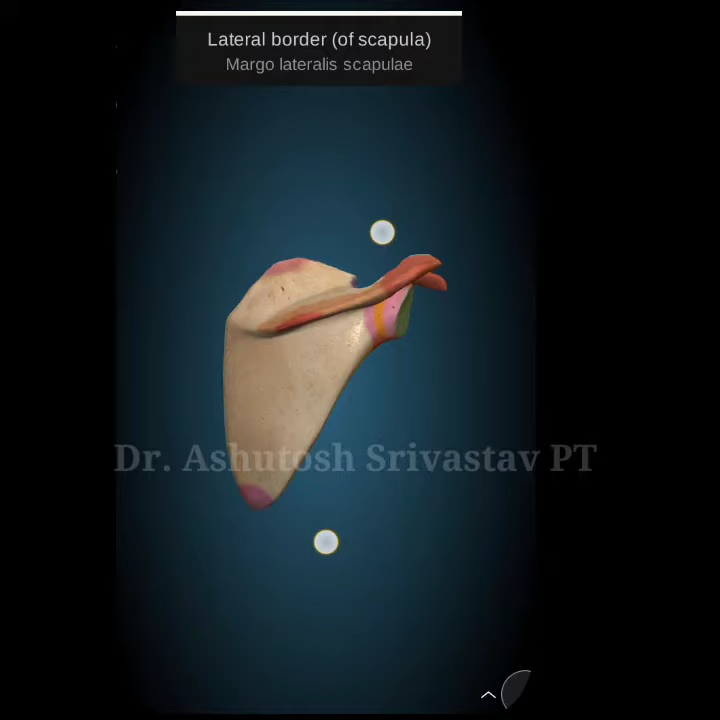 Lateral border (of scapula)
Margo lateralis scapulae
Dr. Ashutosh Srivastav PT